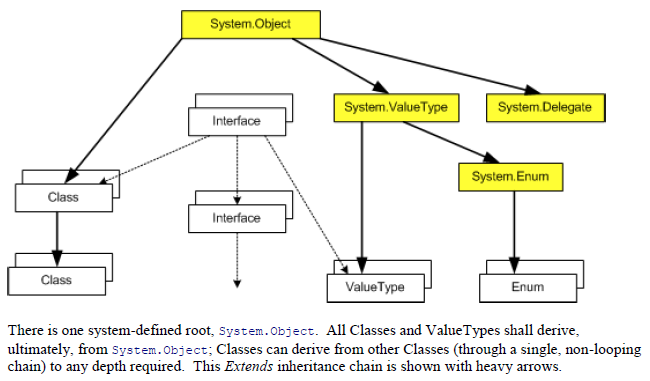 System.Object
System.ValueType
System.Delegate
Interface
System.Enum
Class
Interface
Class
ValueType
Enum
There is one system-defined root, System.Object. All Classes and ValueTypes shall derive,
ultimately, from System.Object; Classes can derive from other Classes (through a single, non-looping
chain) to any depth required. This Extends inheritance chain is shown with heavy arrows.